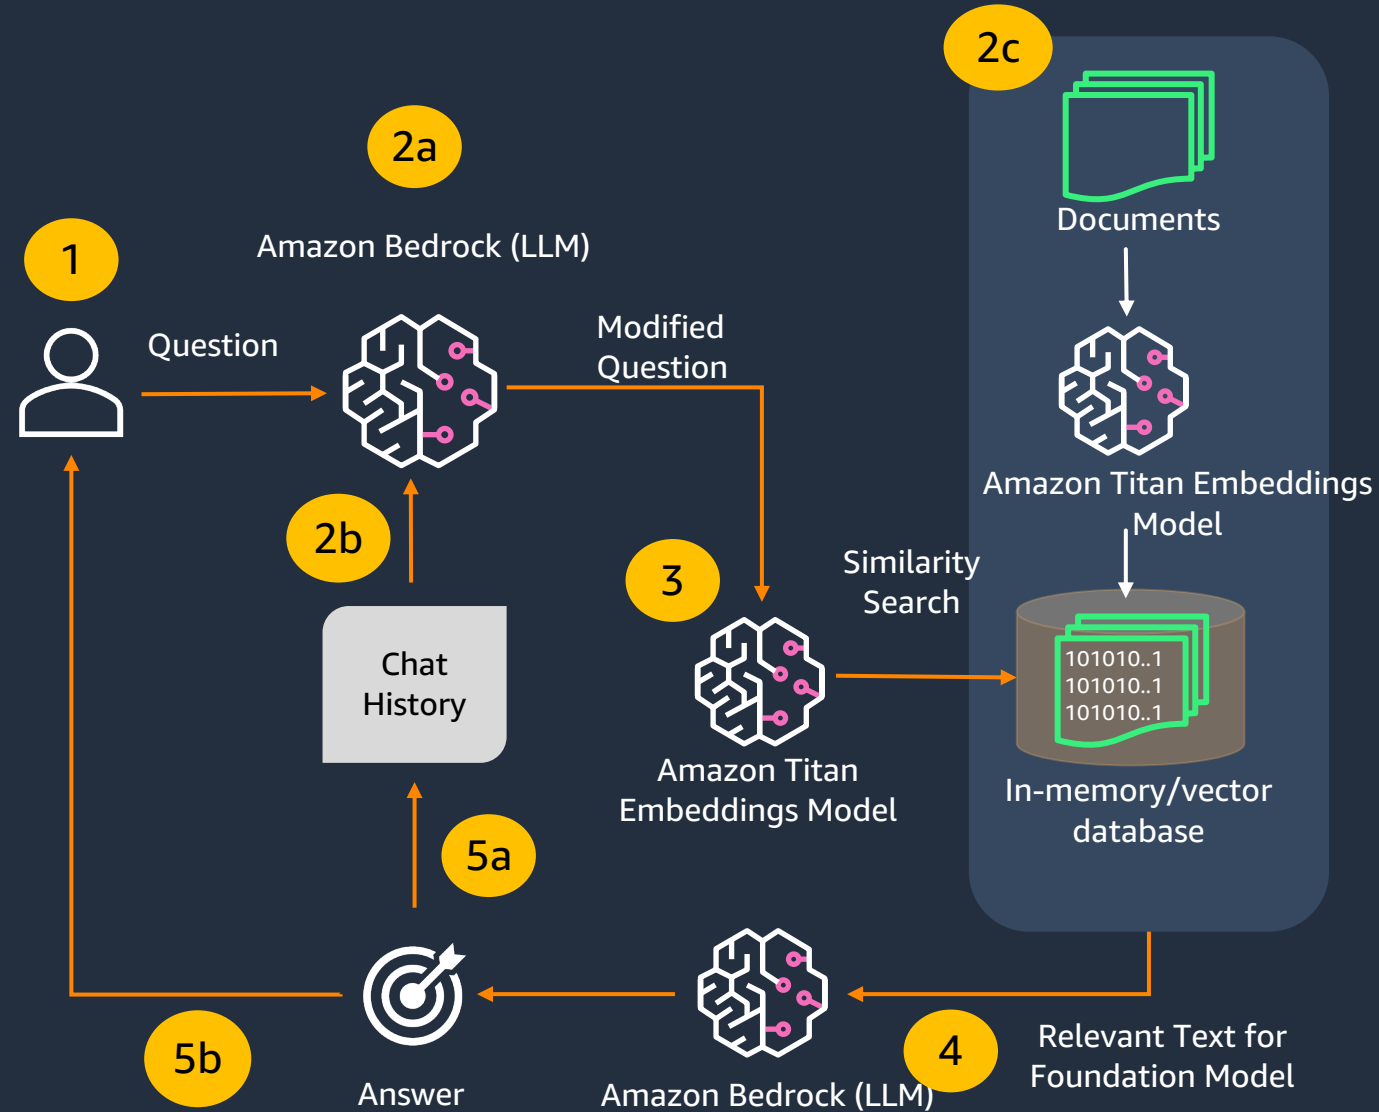 2c
2a
Documents
Amazon Bedrock (LLM)
1
Question
Modified
Question
Amazon Titan Embeddings
Model
2b
3
Similarity
Search
Chat
History
101010..1
101010..1
101010..1
Amazon Titan
Embeddings Model
In-memory/vector
database
5a
5b
Answer
Amazon Bedrock (LLM)
4
Relevant Text for
Foundation Model